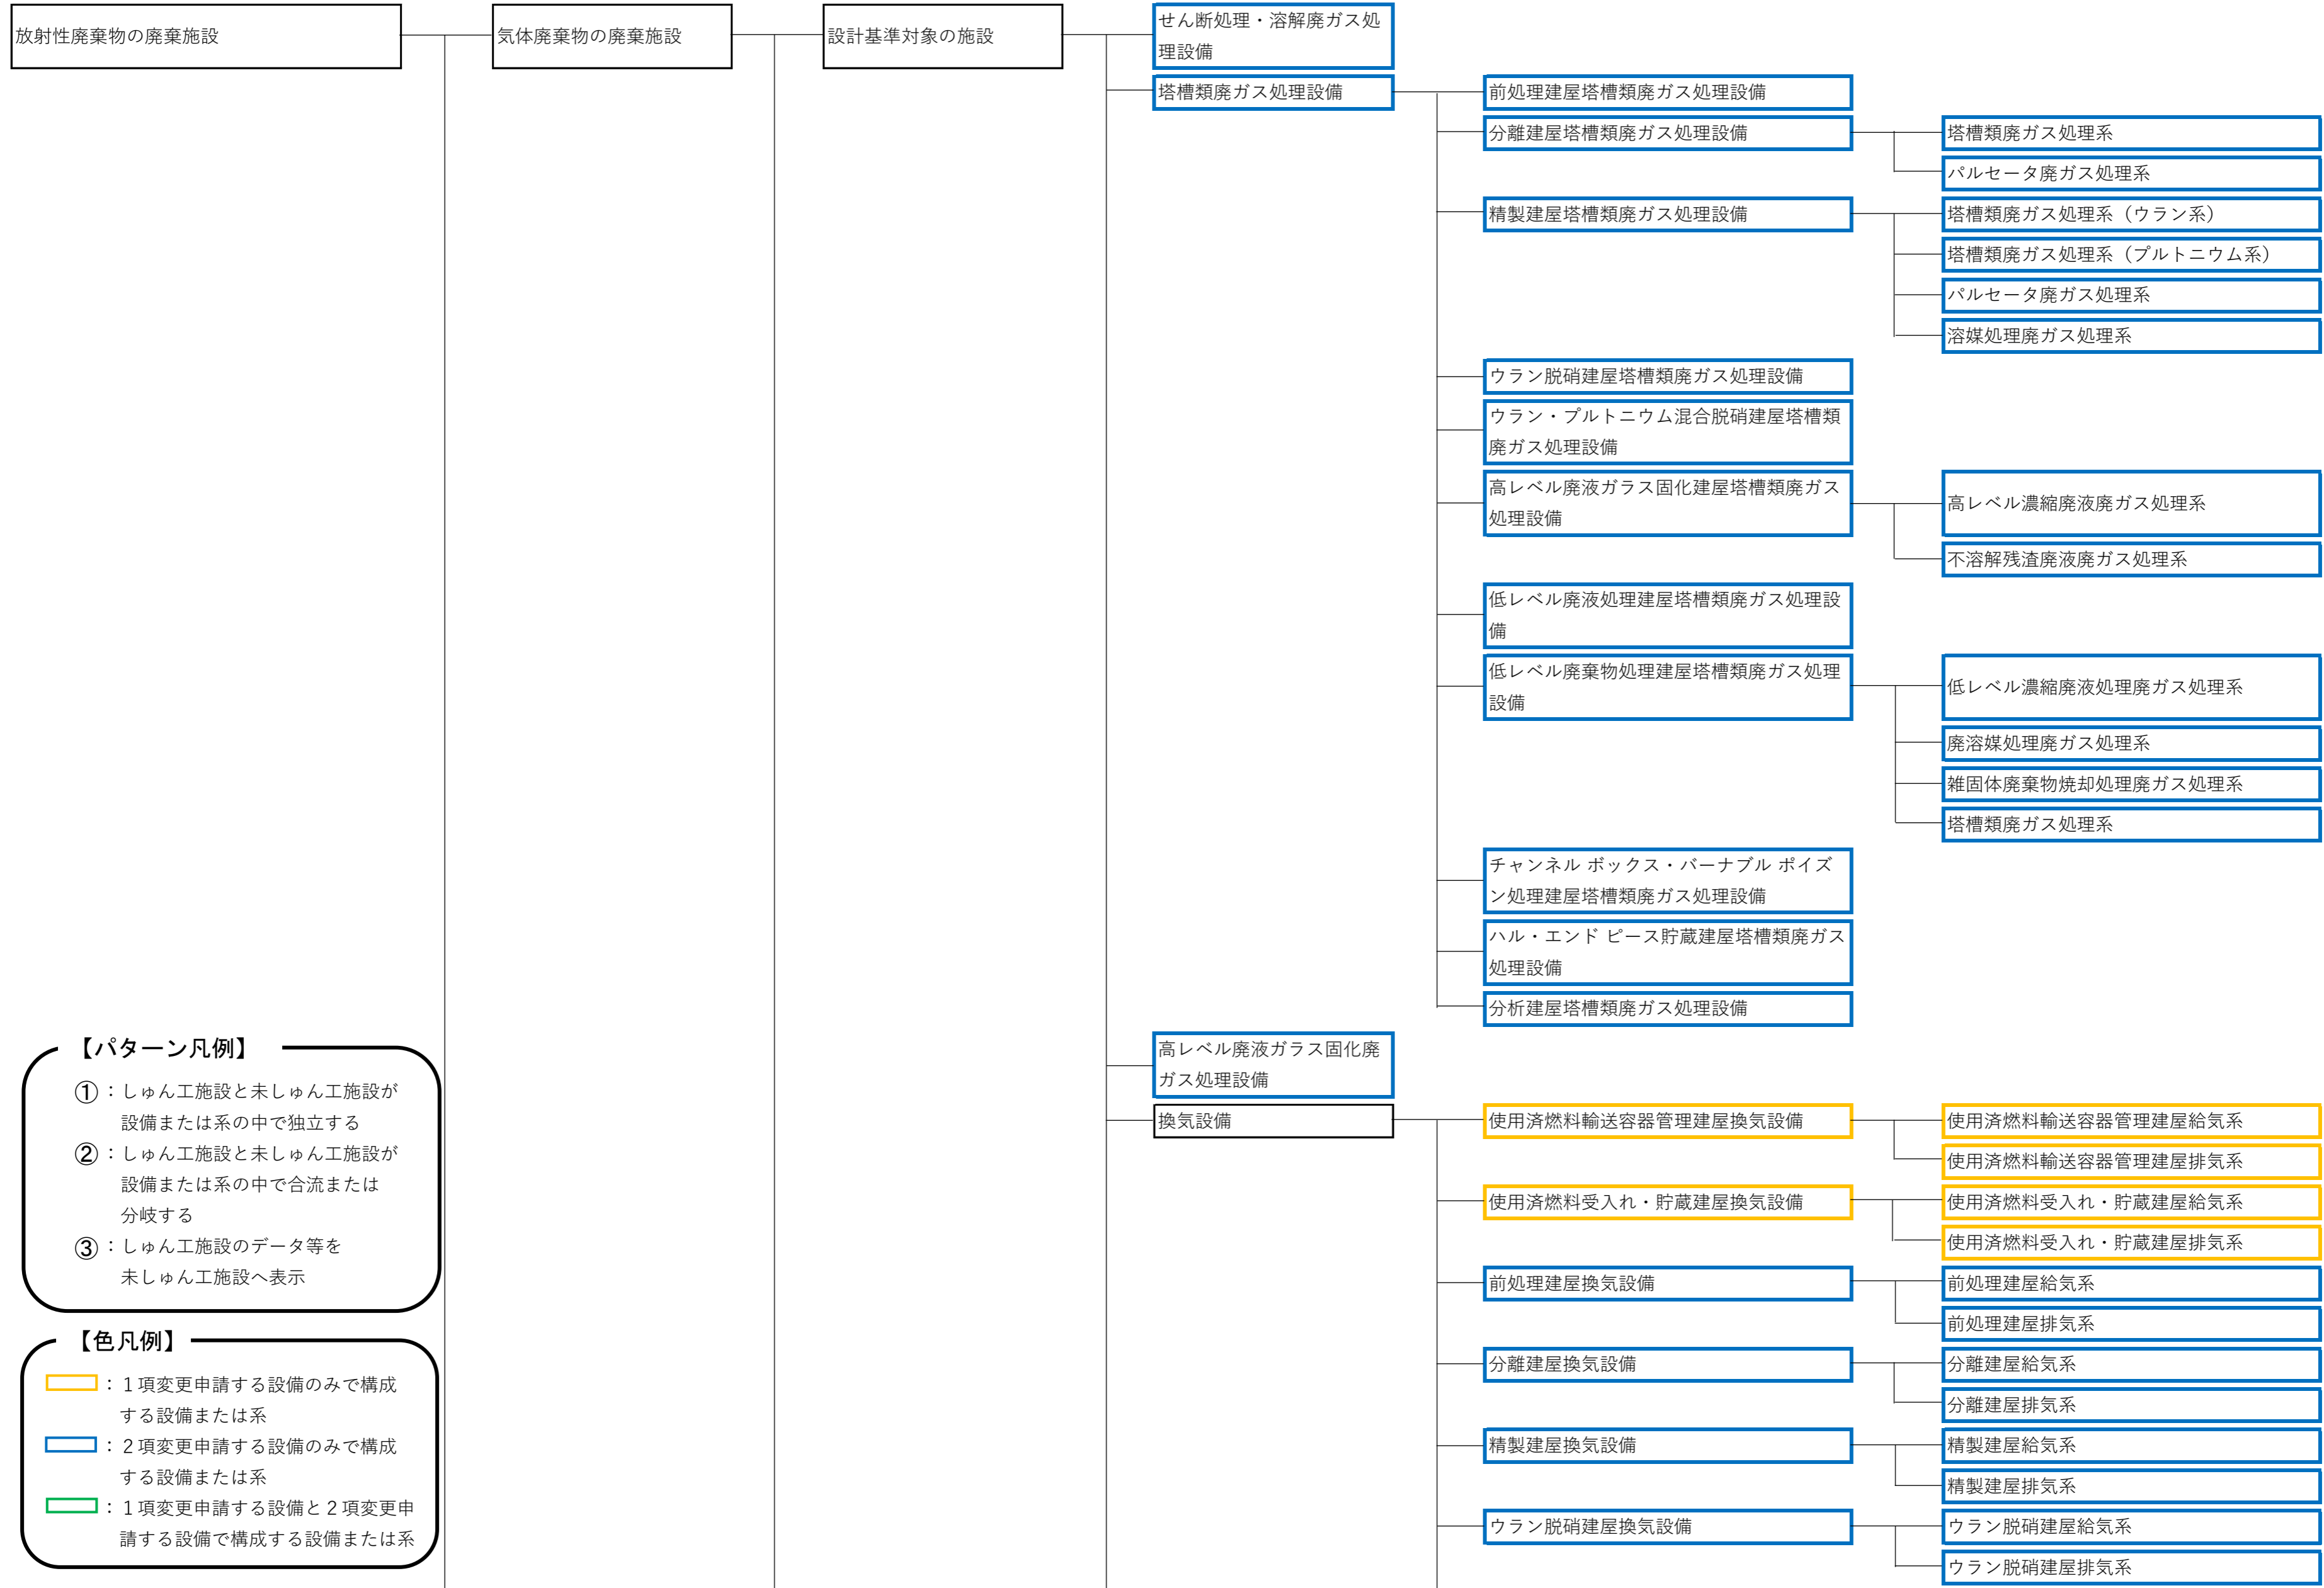 放射性廃棄物の廃棄施設
気体廃棄物の廃棄施設
設計基準対象の施設
せん断処理・溶解廃ガス処
理設備
塔槽類廃ガス処理設備
前処理建屋塔槽類廃ガス処理設備
分離建屋塔槽類廃ガス処理設備
塔槽類廃ガス処理系
パルセータ廃ガス処理系
精製建屋塔槽類廃ガス処理設備
塔槽類廃ガス処理系（ウラン系）
塔槽類廃ガス処理系（プルトニウム系）
パルセータ廃ガス処理系
溶媒処理廃ガス処理系
ウラン脱硝建屋塔槽類廃ガス処理設備
ウラン・プルトニウム混合脱硝建屋塔槽類
廃ガス処理設備
高レベル廃液ガラス固化建屋塔槽類廃ガス
処理設備
高レベル濃縮廃液廃ガス処理系
不溶解残渣廃液廃ガス処理系
低レベル廃液処理建屋塔槽類廃ガス処理設
備
低レベル廃棄物処理建屋塔槽類廃ガス処理
設備
低レベル濃縮廃液処理廃ガス処理系
廃溶媒処理廃ガス処理系
雑固体廃棄物焼却処理廃ガス処理系
塔槽類廃ガス処理系
チャンネル ボックス・バーナブル ポイズ
ン処理建屋塔槽類廃ガス処理設備
ハル・エンド ピース貯蔵建屋塔槽類廃ガス
処理設備
分析建屋塔槽類廃ガス処理設備
高レベル廃液ガラス固化廃
ガス処理設備
換気設備
使用済燃料輸送容器管理建屋換気設備
使用済燃料輸送容器管理建屋給気系
使用済燃料輸送容器管理建屋排気系
使用済燃料受入れ・貯蔵建屋換気設備
使用済燃料受入れ・貯蔵建屋給気系
使用済燃料受入れ・貯蔵建屋排気系
前処理建屋換気設備
前処理建屋給気系
前処理建屋排気系
分離建屋換気設備
分離建屋給気系
分離建屋排気系
精製建屋換気設備
精製建屋給気系
精製建屋排気系
ウラン脱硝建屋換気設備
ウラン脱硝建屋給気系
ウラン脱硝建屋排気系
【パターン凡例】
①：しゅん工施設と未しゅん工施設が
設備または系の中で独立する
②：しゅん工施設と未しゅん工施設が
設備または系の中で合流または
分岐する
③：しゅん工施設のデータ等を
未しゅん工施設へ表示
【色凡例】
：１項変更申請する設備のみで構成
する設備または系
：２項変更申請する設備のみで構成
する設備または系
：１項変更申請する設備と２項変更申
請する設備で構成する設備または系